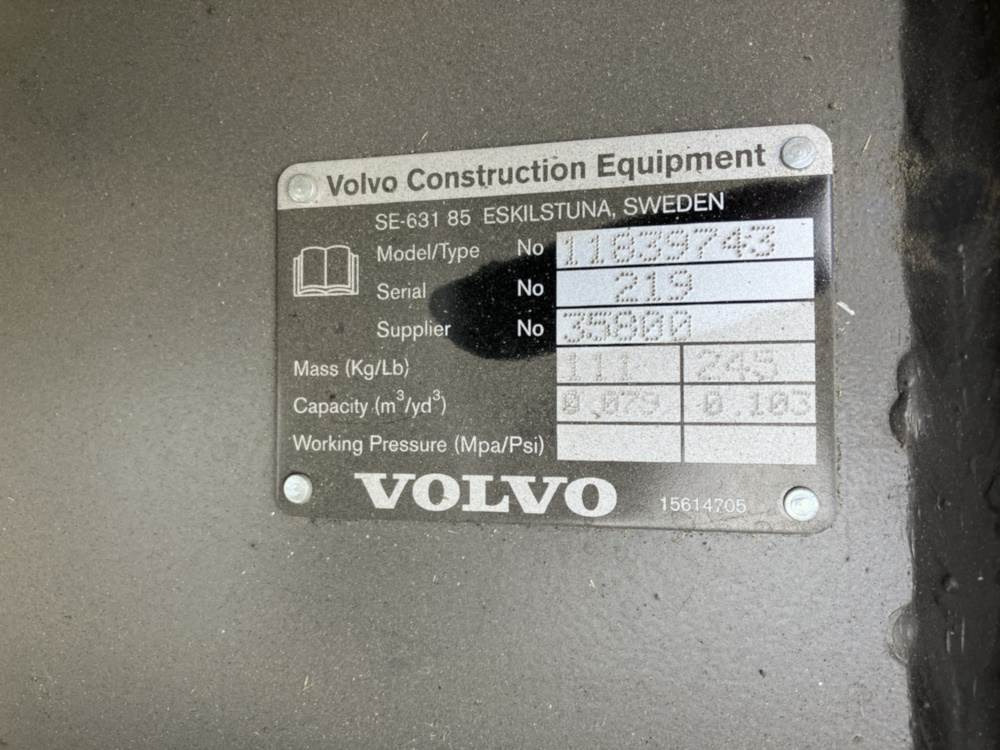 Volvo Construction Equipment
SE-631 85 ESKILSTUNA, SWEDEN
Model/Type No 11839743
Serial No 219
Supplier No 35800
Mass (Kg/Lb) 111 245
Capacity (m³/yd³) 0,079 0.103
Working Pressure (Mpa/Psi)
VOLVO 15614705